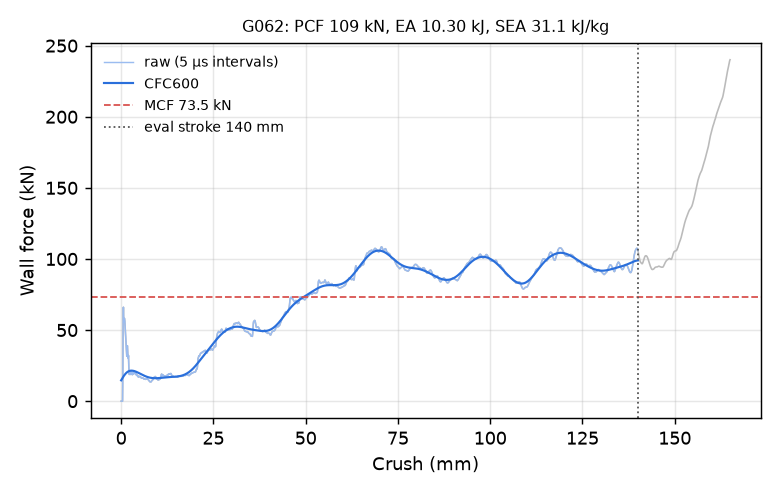 G062: PCF 109 kN, EA 10.30 kJ, SEA 31.1 kJ/kg
250
200
150
100
50
0
Wall force (kN)
raw (5 µs intervals)
CFC600
MCF 73.5 kN
eval stroke 140 mm
0 25 50 75 100 125 150
Crush (mm)